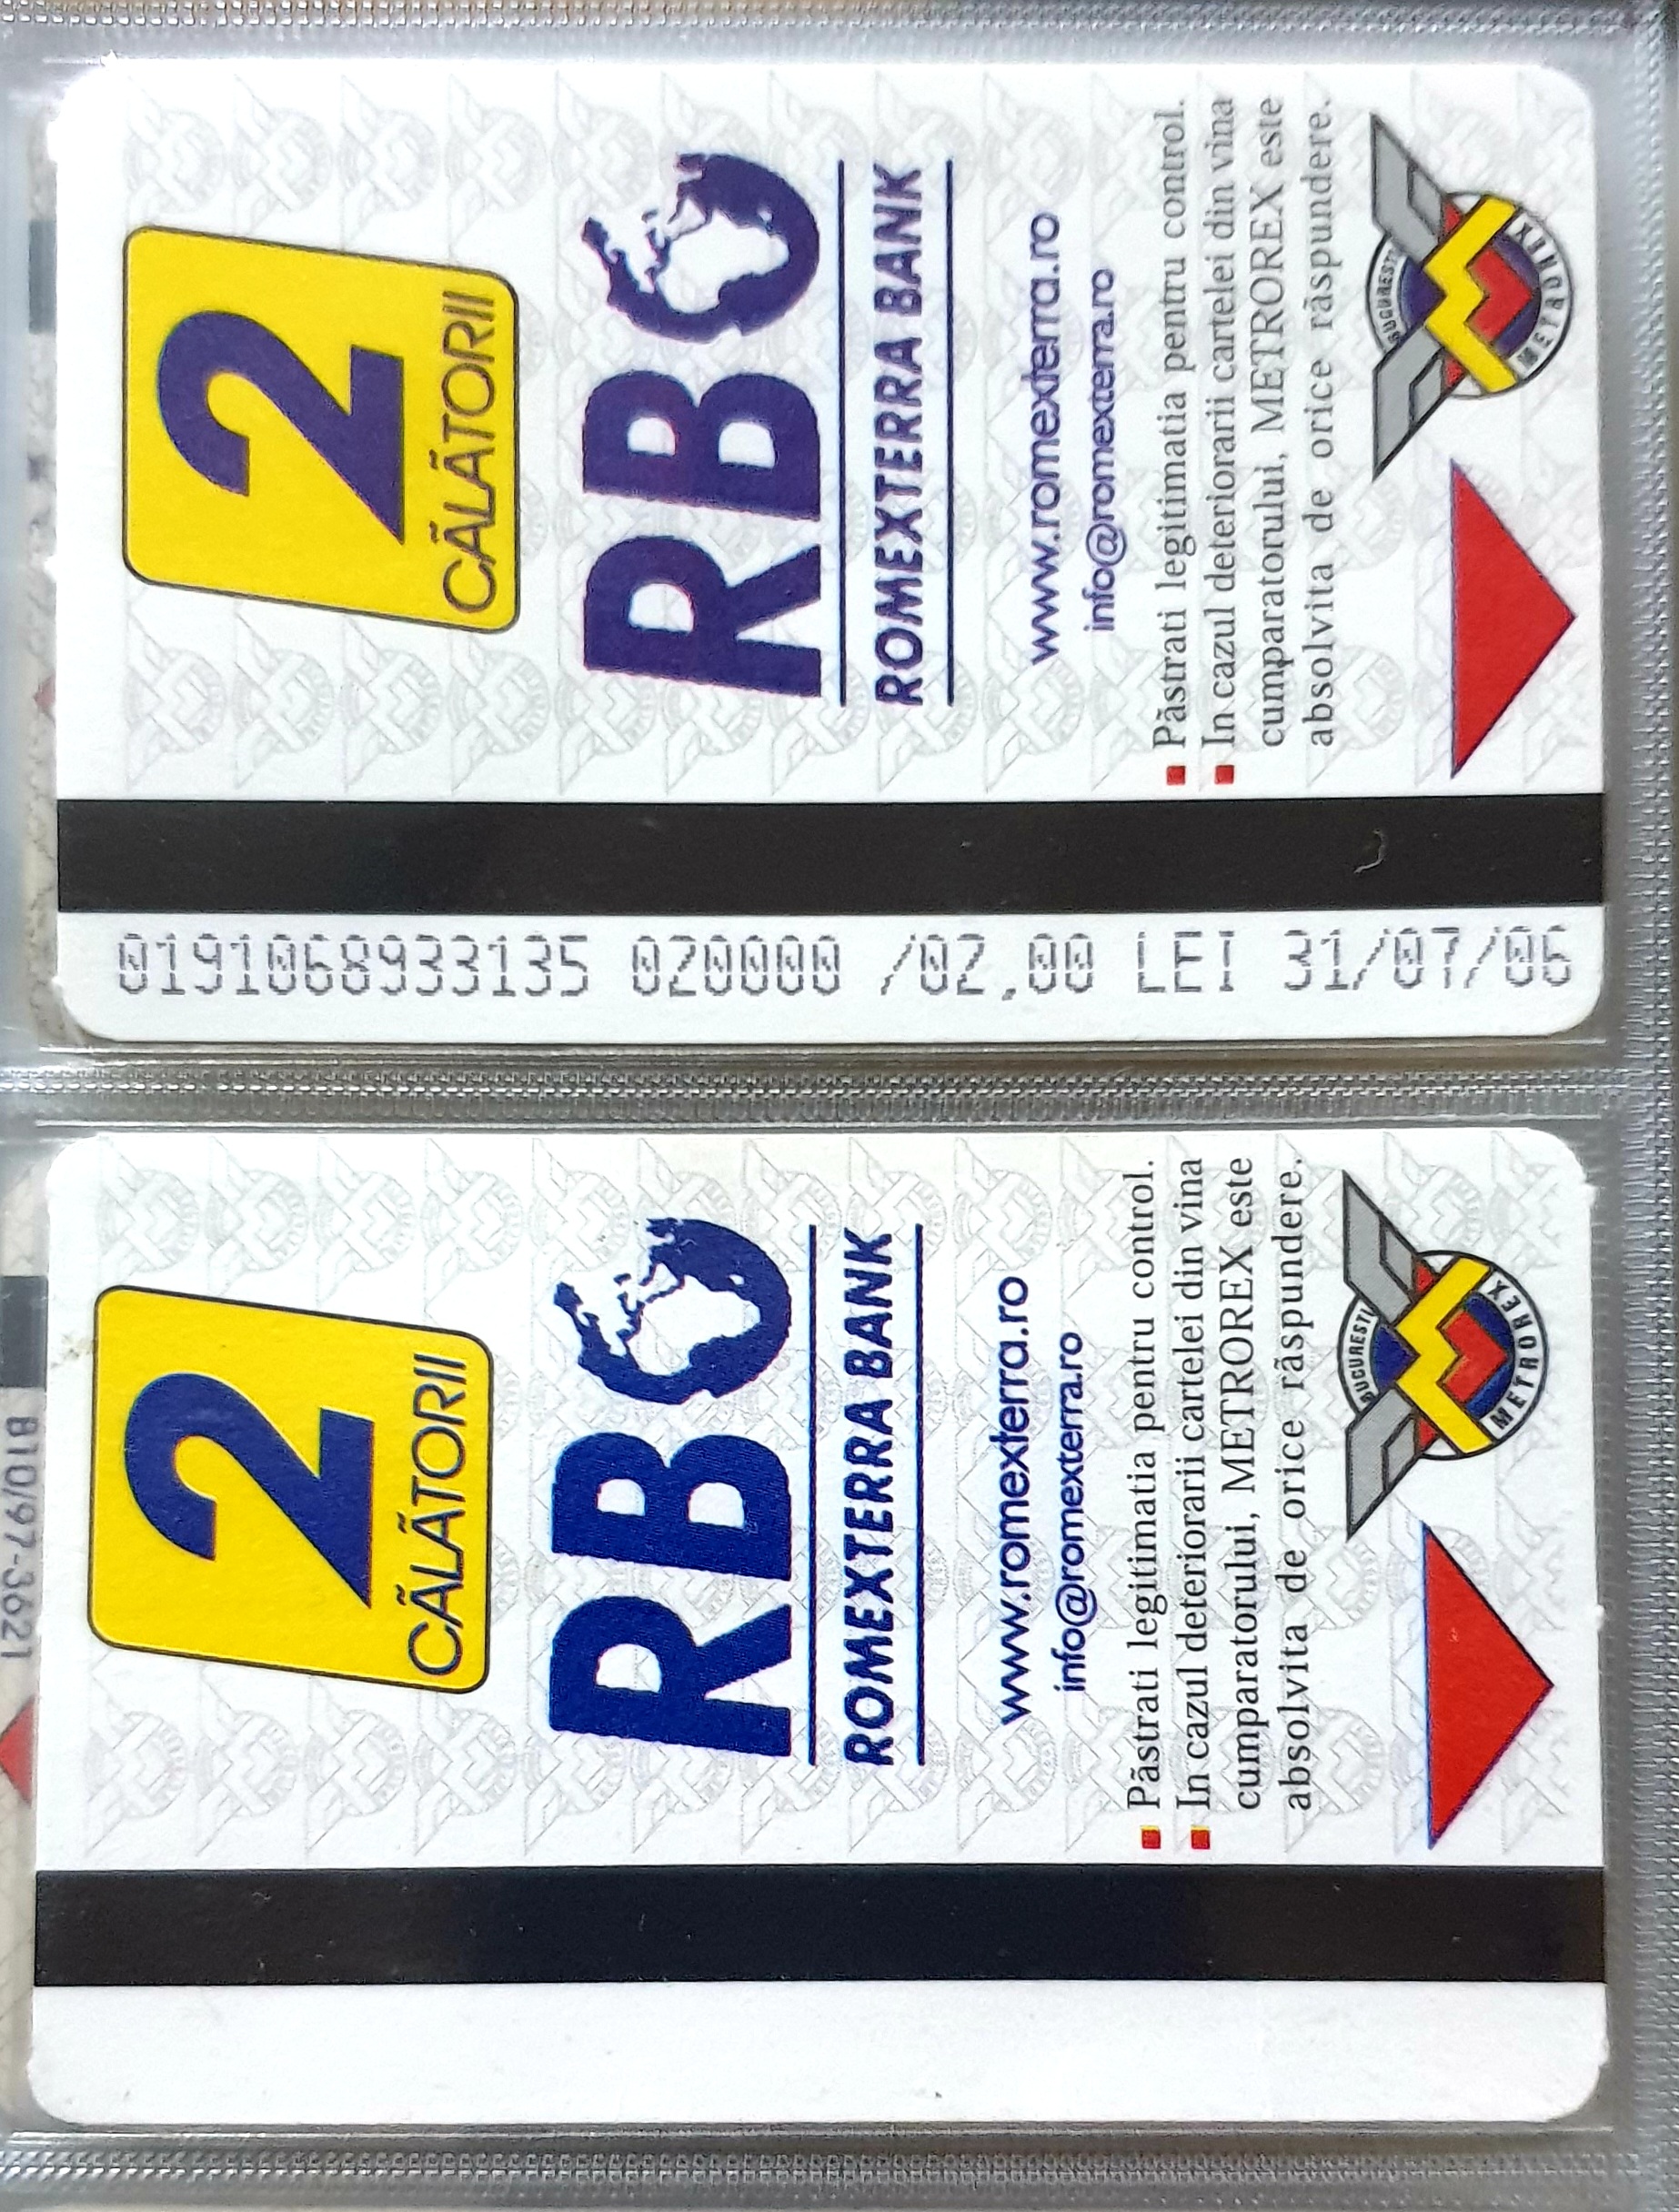 2
CĂLĂTORII
RB
ROMEXTERRA BANK
www.romexterra.ro
info@romexterra.ro
Păstrati legitimatia pentru control.
In cazul deteriorarii cartelei din vina
cumparatorului, METROREX este
absolvita de orice răspundere.
BUCURESTI
METROREX
0191068933135 020000 /02,00 LEI 31/07/06
2
CĂLĂTORII
RB
ROMEXTERRA BANK
www.romexterra.ro
info@romexterra.ro
Păstrati legitimatia pentru control.
In cazul deteriorarii cartelei din vina
cumparatorului, METROREX este
absolvita de orice răspundere.
BUCURESTI
METROREX
B10/97-3621